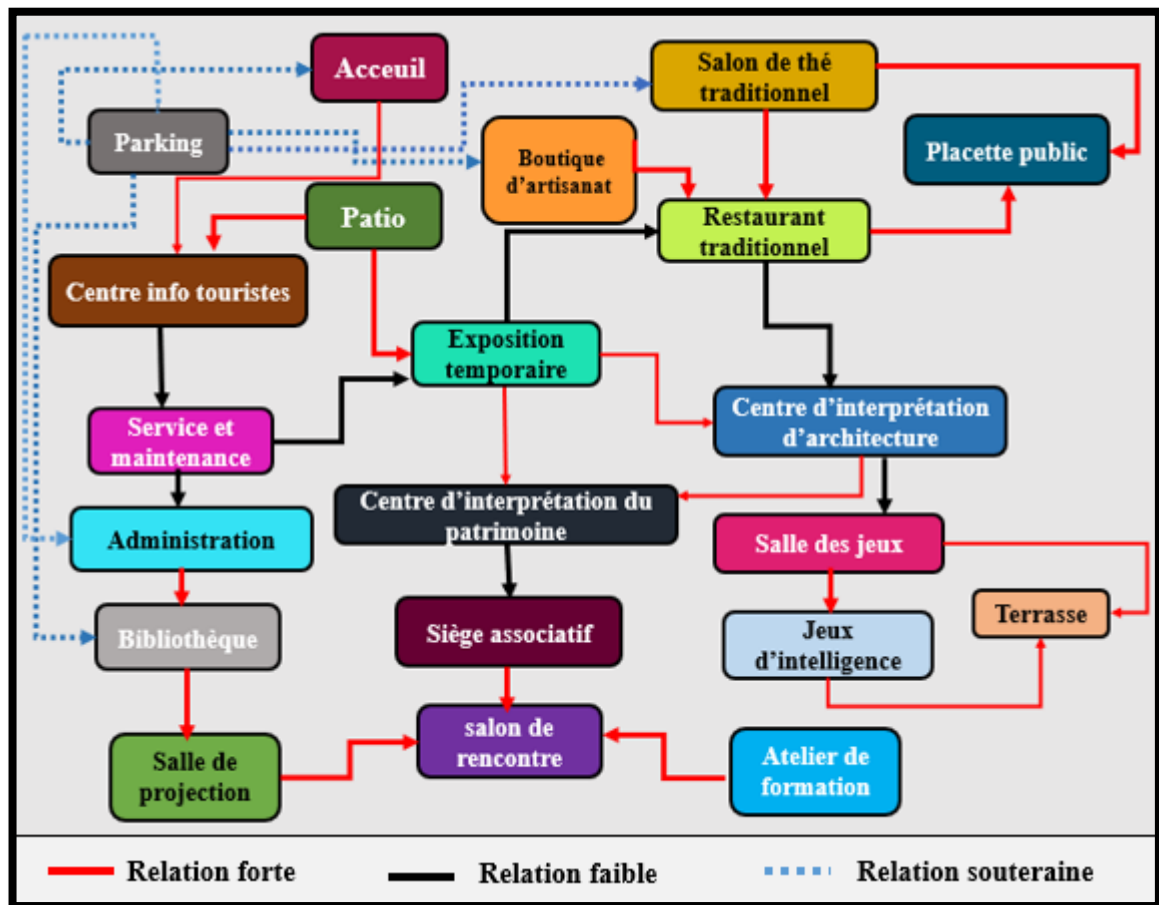 Acceuil
Salon de thé
traditionnel
Parking
Boutique
d'artisanat
Placette public
Patio
Restaurant
traditionnel
Centre info touristes
Exposition
temporaire
Centre d'interprétation
d'architecture
Service et
maintenance
Centre d'interprétation du
patrimoine
Administration
Salle des jeux
Bibliothèque
Siège associatif
Jeux
d'intelligence
Terrasse
Salle de
projection
salon de
rencontre
Atelier de
formation
Relation forte
Relation faible
Relation souteraine